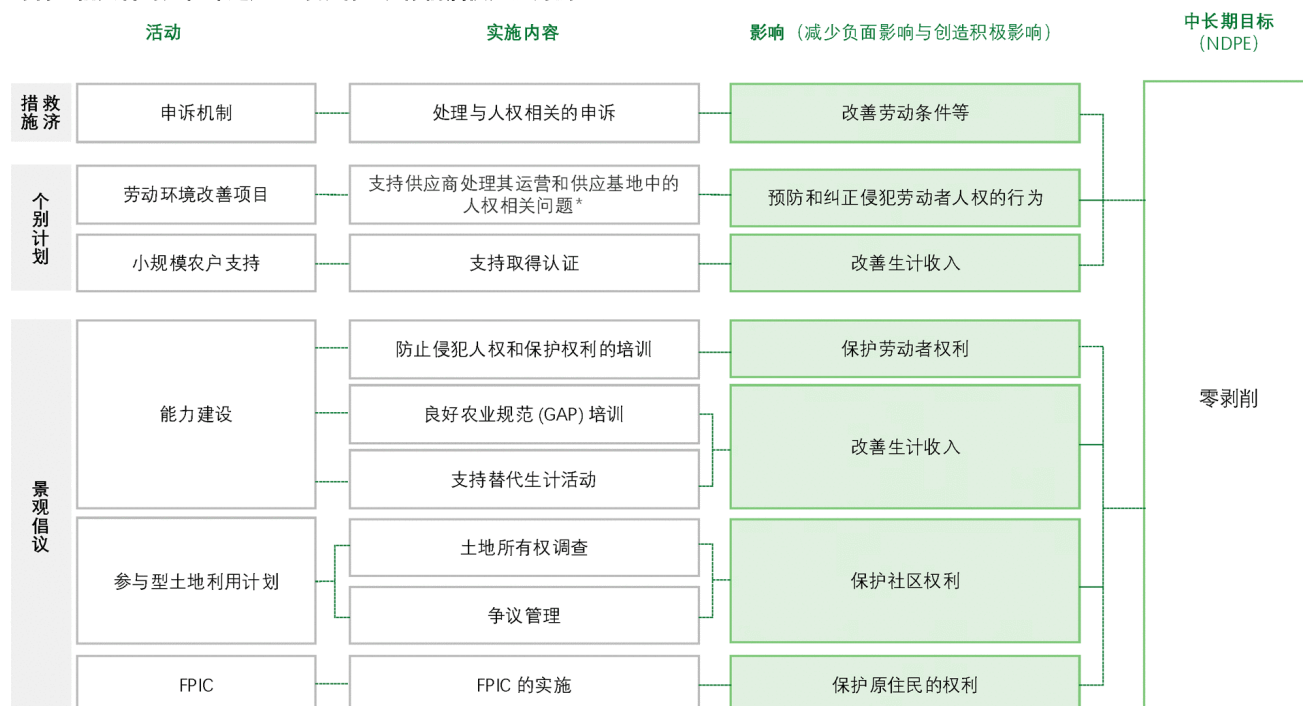 活动
实施内容
影响（减少负面影响与创造积极影响）
中长期目标
（NDPE）
救济
措施
申诉机制
处理与人权相关的申诉
改善劳动条件等
个别计划
劳动环境改善项目
支持供应商处理其运营和供应基地中的
人权相关问题*
预防和纠正侵犯劳动者人权的行为
小规模农户支持
支持取得认证
改善生计收入
景观倡议
能力建设
防止侵犯人权和保护权利的培训
保护劳动者权利
良好农业规范 (GAP) 培训
支持替代生计活动
改善生计收入
参与型土地利用计划
土地所有权调查
争议管理
保护社区权利
FPIC
FPIC 的实施
保护原住民的权利
零剥削